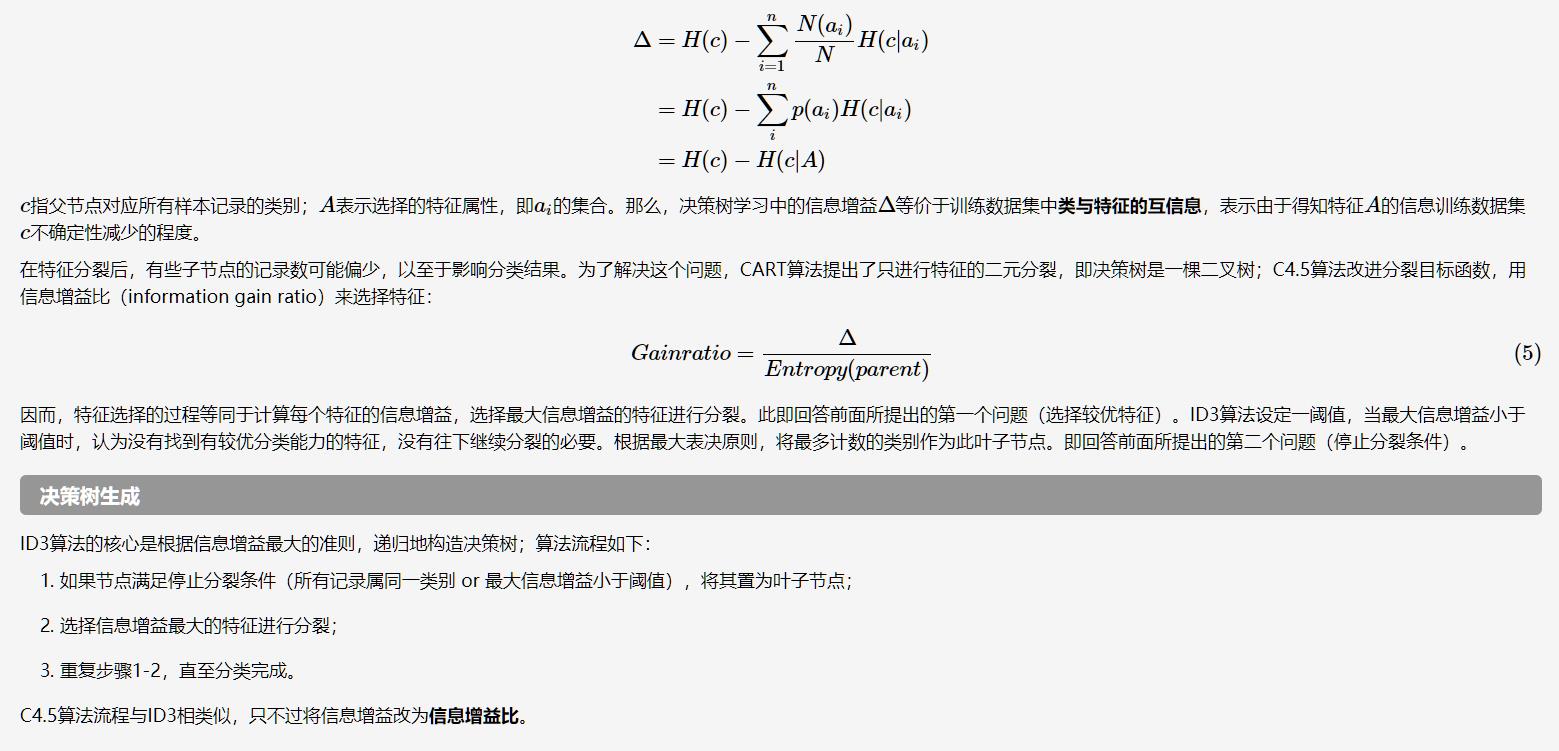 Δ = H(c) − ∑_{i=1}^{n} \frac{N(a_i)}{N} H(c|a_i)
= H(c) − ∑_{i}^{n} p(a_i)H(c|a_i)
= H(c) − H(c|A)
c指父节点对应所有样本记录的类别；A表示选择的特征属性，即a_i的集合。那么，决策树学习中的信息增益Δ等价于训练数据集中类与特征的互信息，表示由于得知特征A的信息训练数据集
c不确定性减少的程度。
在特征分裂后，有些子节点的记录数可能偏少，以至于影响分类结果。为了解决这个问题，CART算法提出了只进行特征的二元分裂，即决策树是一棵二叉树；C4.5算法改进分裂目标函数，用
信息增益比（information gain ratio）来选择特征：
Gainratio = \frac{Δ}{Entropy(parent)} (5)
因而，特征选择的过程等同于计算每个特征的信息增益，选择最大信息增益的特征进行分裂。此即回答前面所提出的第一个问题（选择较优特征）。ID3算法设定一阈值，当最大信息增益小于
阈值时，认为没有找到有较优分类能力的特征，没有往下继续分裂的必要。根据最大表决原则，将最多计数的类别作为此叶子节点。即回答前面所提出的第二个问题（停止分裂条件）。
决策树生成
ID3算法的核心是根据信息增益最大的准则，递归地构造决策树；算法流程如下：
1. 如果节点满足停止分裂条件（所有记录属同一类别 or 最大信息增益小于阈值），将其置为叶子节点；
2. 选择信息增益最大的特征进行分裂；
3. 重复步骤1-2，直至分类完成。
C4.5算法流程与ID3相类似，只不过将信息增益改为信息增益比。